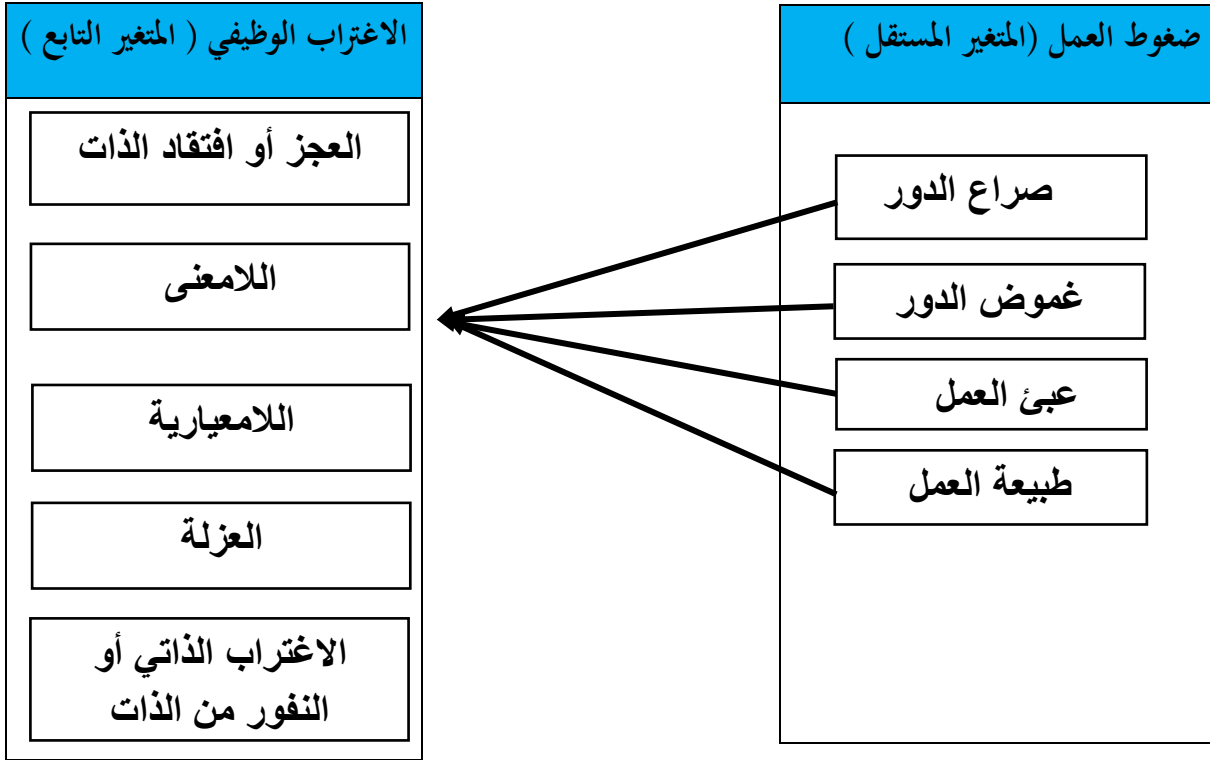 ضغوط العمل (المتغير المستقل )
صراع الدور
غموض الدور
عبئ العمل
طبيعة العمل
الاغتراب الوظيفي ( المتغير التابع )
العجز أو افتقاد الذات
اللامعنى
اللامعيارية
العزلة
الاغتراب الذاتي أو
النفور من الذات